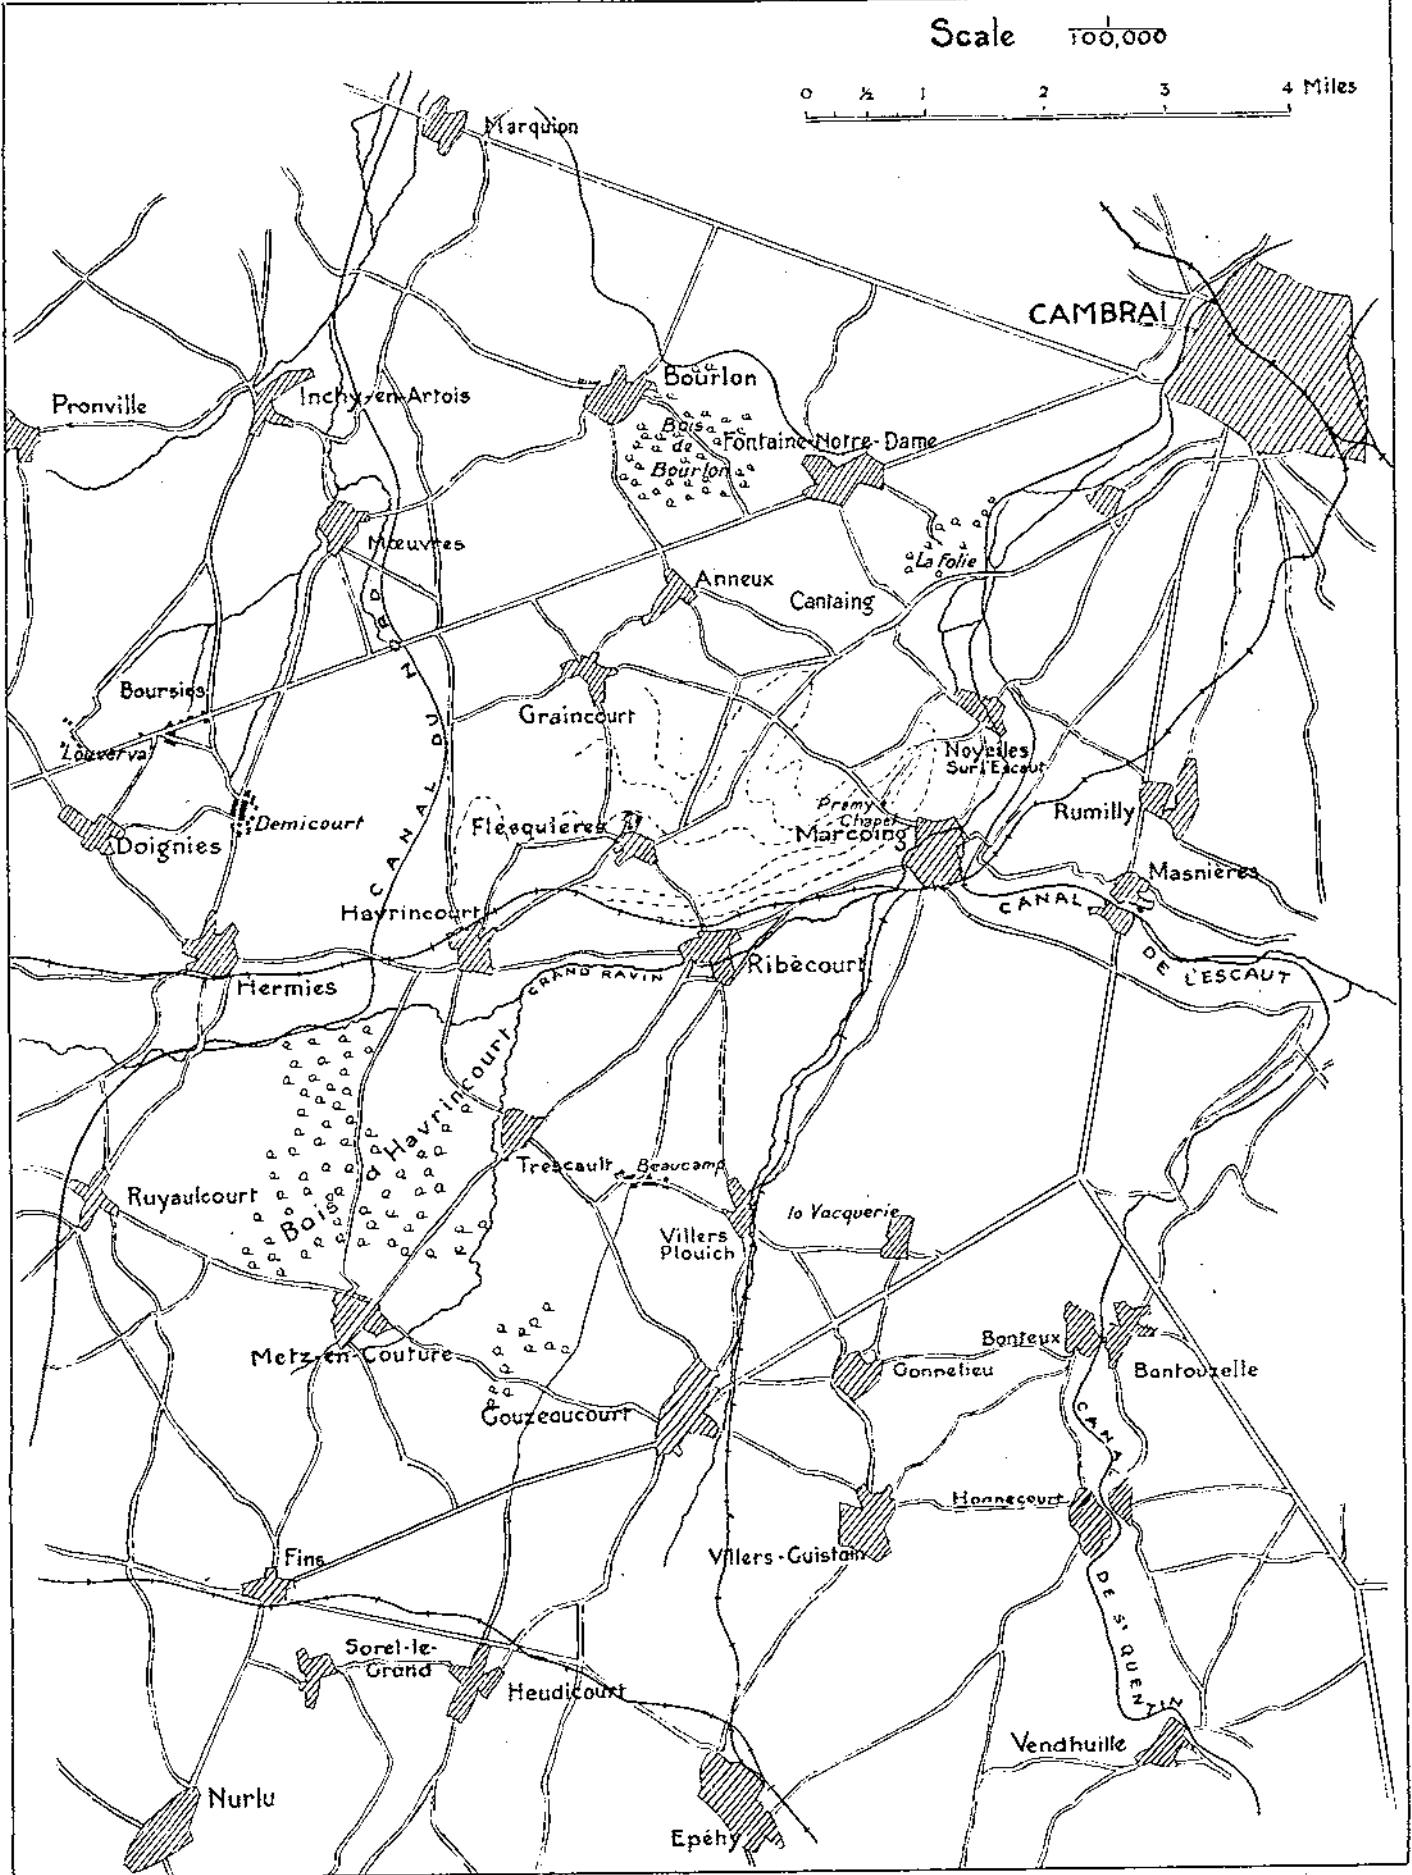 Scale 1/100,000
0 ½ 1 2 3 4 Miles
Marquion
CAMBRAI
Bourlon
Pronville
Inchy-en-Artois
Bois
de
Bourlon
Fontaine-Notre-Dame
Mœuvres
La Folie
Anneux
Cantaing
CANAL DU NORD
Boursies
Louverval
Graincourt
Noyelles
Sur l'Escaut
Demicourt
Doignies
Flesquieres
Premy
Chapel
Marcoing
Rumilly
Masnières
Havrincourt
CANAL
DE L'ESCAUT
Hermies
GRAND RAVIN
Ribècourt
Bois d'Havrincourt
Trescault
Beaucamp
Ruyaulcourt
la Vacquerie
Villers
Plouich
Metz-en-Couture
Gonnelieu
Banteux
Bantouzelle
Gouzeaucourt
CANAL
DE St QUENTIN
Honnecourt
Villers-Guislain
Fins
Sorel-le-
Grand
Heudicourt
Vendhuille
Nurlu
Epéhy